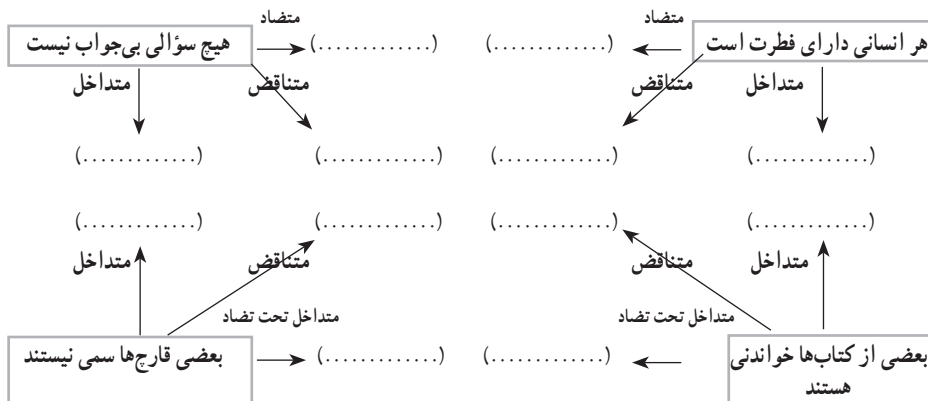 متضاد
متضاد
هر انسانی دارای فطرت است
(.............)
(.............)
هیچ سؤالی بی‌جواب نیست
متداخل
متناقض
متناقض
متداخل
(.............)
(.............)
(.............)
(.............)
(.............)
(.............)
(.............)
(.............)
متداخل
متناقض
متناقض
متداخل
متداخل تحت تضاد
متداخل تحت تضاد
بعضی از کتاب‌ها خواندنی
هستند
(.............)
(.............)
بعضی قارچ‌ها سمی نیستند